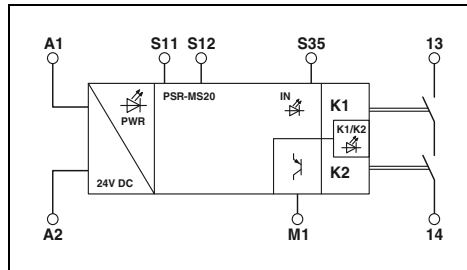 A1 S11 S12 S35 13
PSR-MS20 IN K1
PWR K1/K2
24V DC K2
A2 M1 14